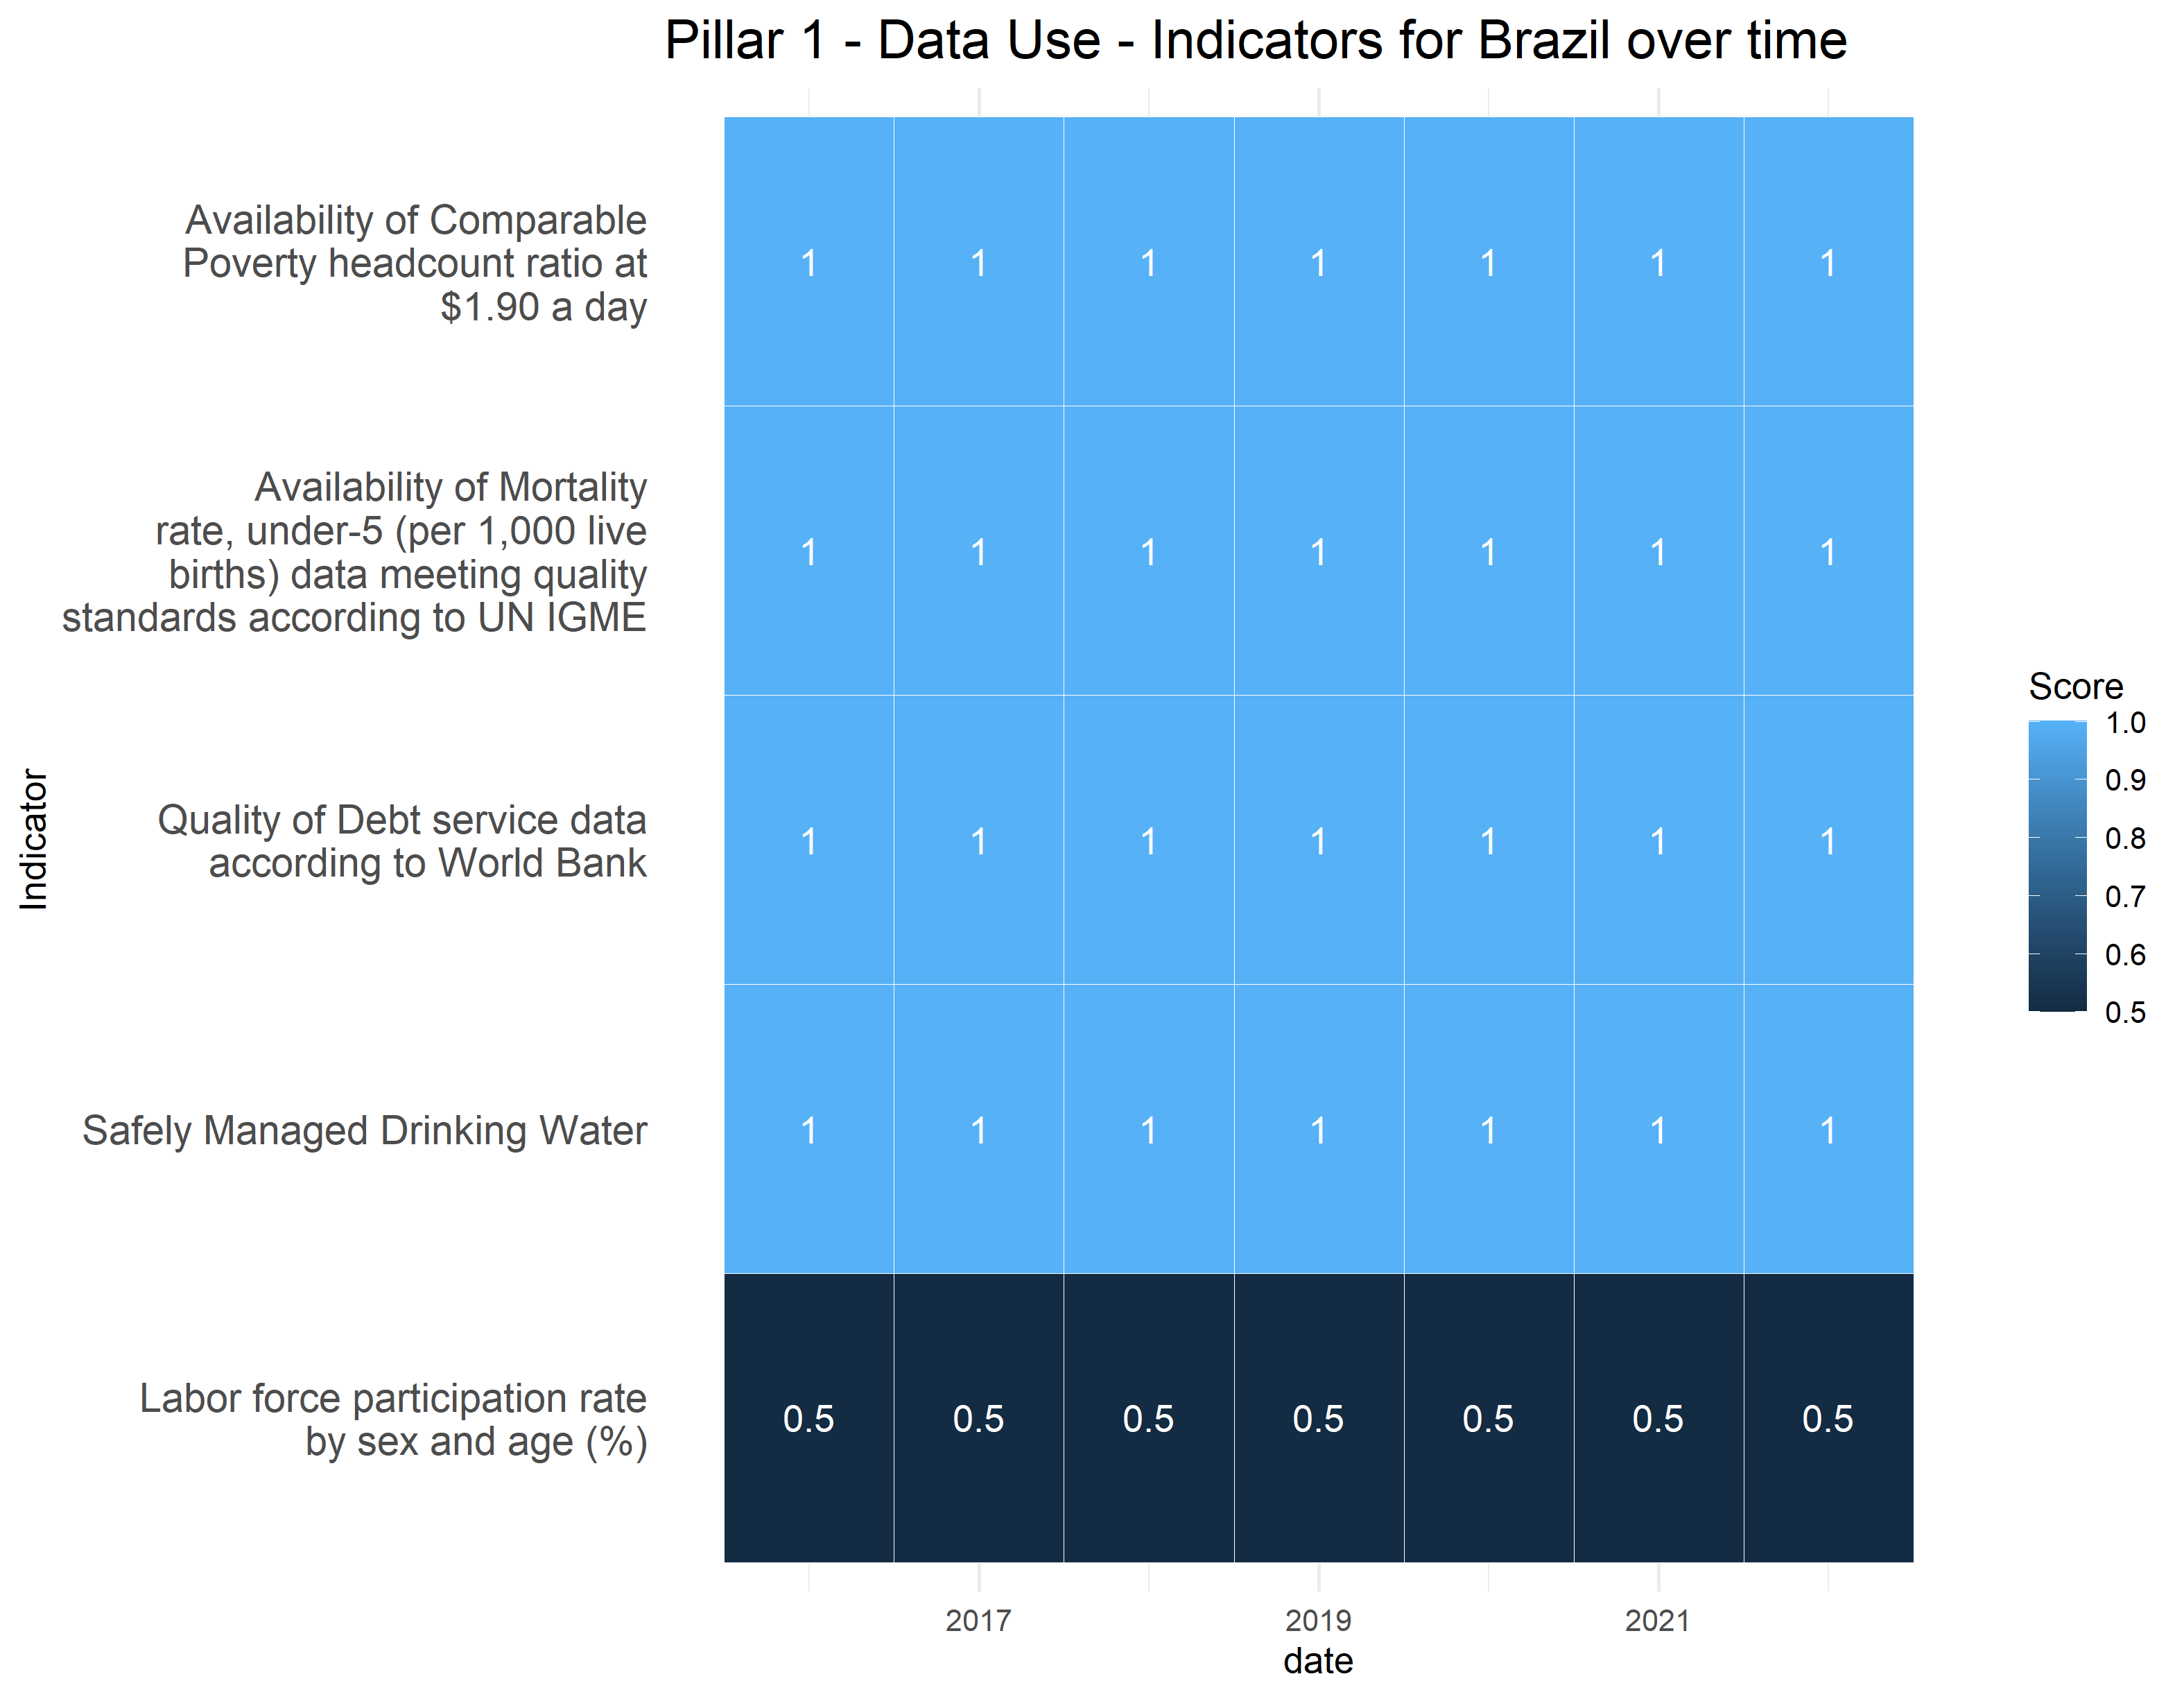 Pillar 1 - Data Use - Indicators for Brazil over time
Indicator
Availability of Comparable
Poverty headcount ratio at
$1.90 a day
1 1 1 1 1 1 1
Availability of Mortality
rate, under-5 (per 1,000 live
births) data meeting quality
standards according to UN IGME
1 1 1 1 1 1 1
Quality of Debt service data
according to World Bank
1 1 1 1 1 1 1
Safely Managed Drinking Water
1 1 1 1 1 1 1
Labor force participation rate
by sex and age (%)
0.5 0.5 0.5 0.5 0.5 0.5 0.5
2017 2019 2021
date
Score
1.0
0.9
0.8
0.7
0.6
0.5